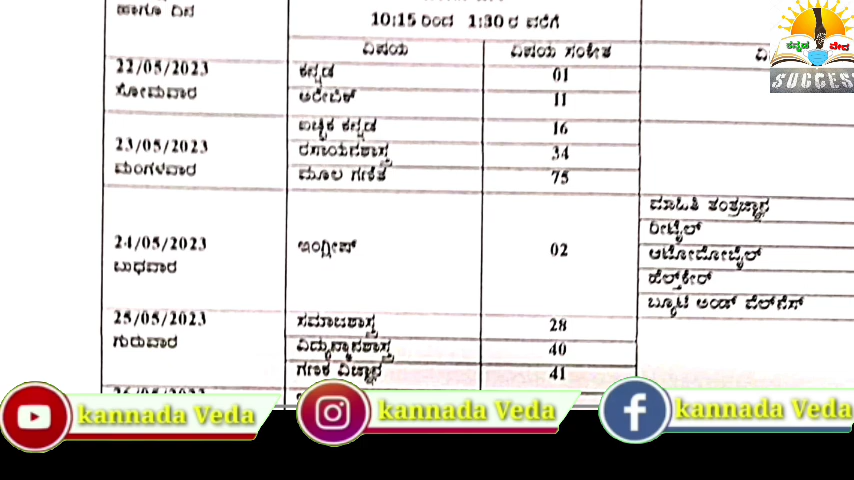 ಹಾಗೂ ದಿನ
10:15 ರಿಂದ 1:30 ರ ವರೆಗೆ
ವಿಷಯ ವಿಷಯ ಸಂಕೇತ
22/05/2023 ಕನ್ನಡ 01
ಸೋಮವಾರ ಅರೇಬಿಕ್ 11
ಐಚ್ಛಿಕ ಕನ್ನಡ 16
23/05/2023 ರಸಾಯನಶಾಸ್ತ್ರ 34
ಮಂಗಳವಾರ ಮೂಲ ಗಣಿತ 75
ಮಾಹಿತಿ ತಂತ್ರಜ್ಞಾನ
ರೀಟೈಲ್
24/05/2023 ಇಂಗ್ಲೀಷ್ 02 ಆಟೋಮೋಬೈಲ್
ಬುಧವಾರ ಹೆಲ್ತ್‌ಕೇರ್
ಬ್ಯೂಟಿ ಅಂಡ್ ವೆಲ್‌ನೆಸ್
25/05/2023 ಸಮಾಜಶಾಸ್ತ್ರ 28
ಗುರುವಾರ ವಿದ್ಯುನ್ಮಾನಶಾಸ್ತ್ರ 40
ಗಣಕ ವಿಜ್ಞಾನ 41
ಕನ್ನಡ ವೇದ
SUCCESS
kannada Veda kannada Veda kannada Veda